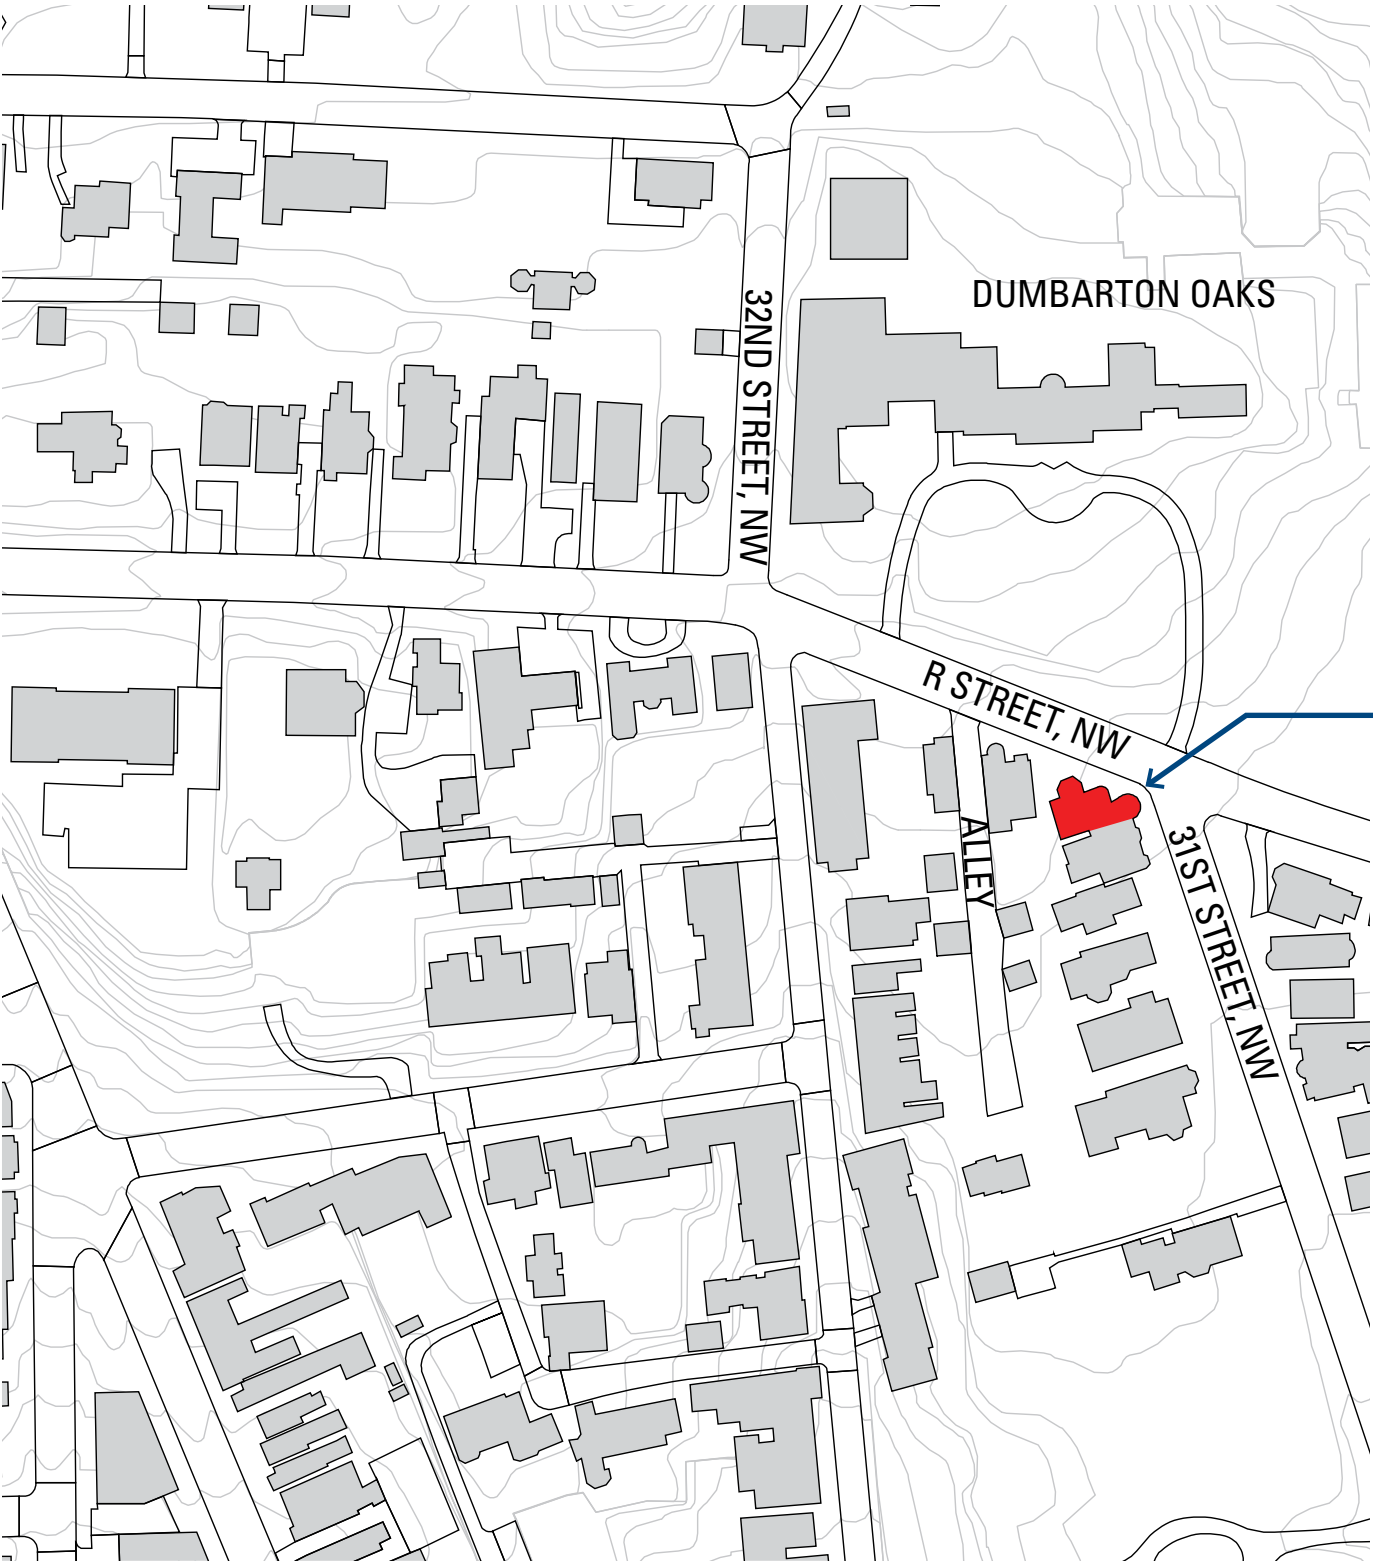 DUMBARTON OAKS
32ND STREET, NW
R STREET, NW
ALLEY
31ST STREET, NW